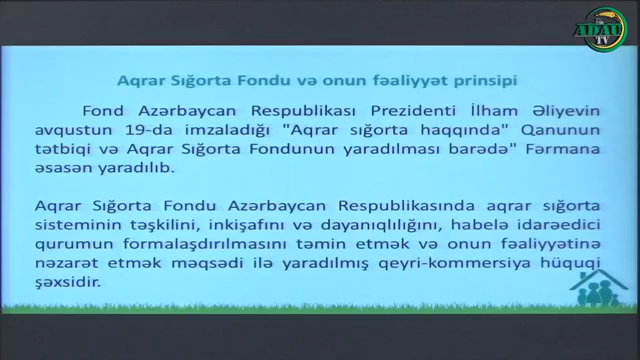 ADAU
TV
Aqrar Sığorta Fondu və onun fəaliyyət prinsipi
Fond Azərbaycan Respublikası Prezidenti İlham Əliyevin
avqustun 19-da imzaladığı "Aqrar sığorta haqqında" Qanunun
tətbiqi və Aqrar Sığorta Fondunun yaradılması barədə" Fərmana
əsasən yaradılıb.
Aqrar Sığorta Fondu Azərbaycan Respublikasında aqrar sığorta
sisteminin təşkilini, inkişafını və dayanıqlılığını, habelə idarəedici
qurumun formalaşdırılmasını təmin etmək və onun fəaliyyətinə
nəzarət etmək məqsədi ilə yaradılmış qeyri-kommersiya hüquqi
şəxsidir.